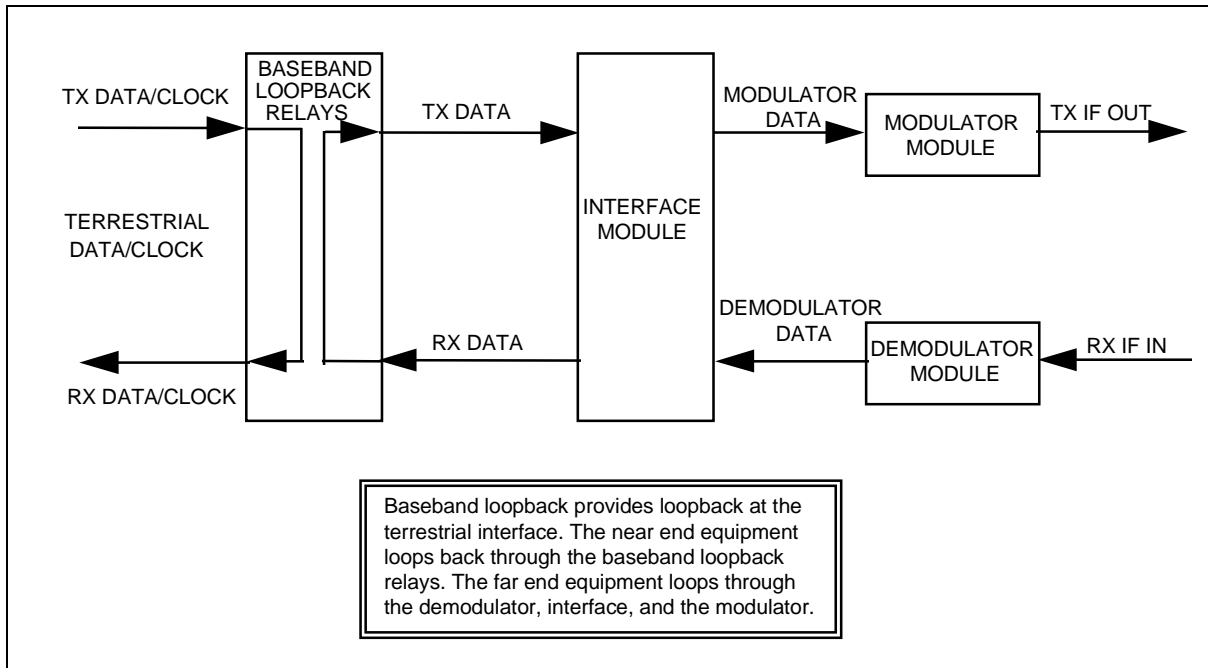 BASEBAND
LOOPBACK
RELAYS
TX DATA/CLOCK
TX DATA
MODULATOR
DATA
MODULATOR
MODULE
TX IF OUT
TERRESTRIAL
DATA/CLOCK
INTERFACE
MODULE
RX DATA/CLOCK
RX DATA
DEMODULATOR
DATA
DEMODULATOR
MODULE
RX IF IN
Baseband loopback provides loopback at the
terrestrial interface. The near end equipment
loops back through the baseband loopback
relays. The far end equipment loops through
the demodulator, interface, and the modulator.